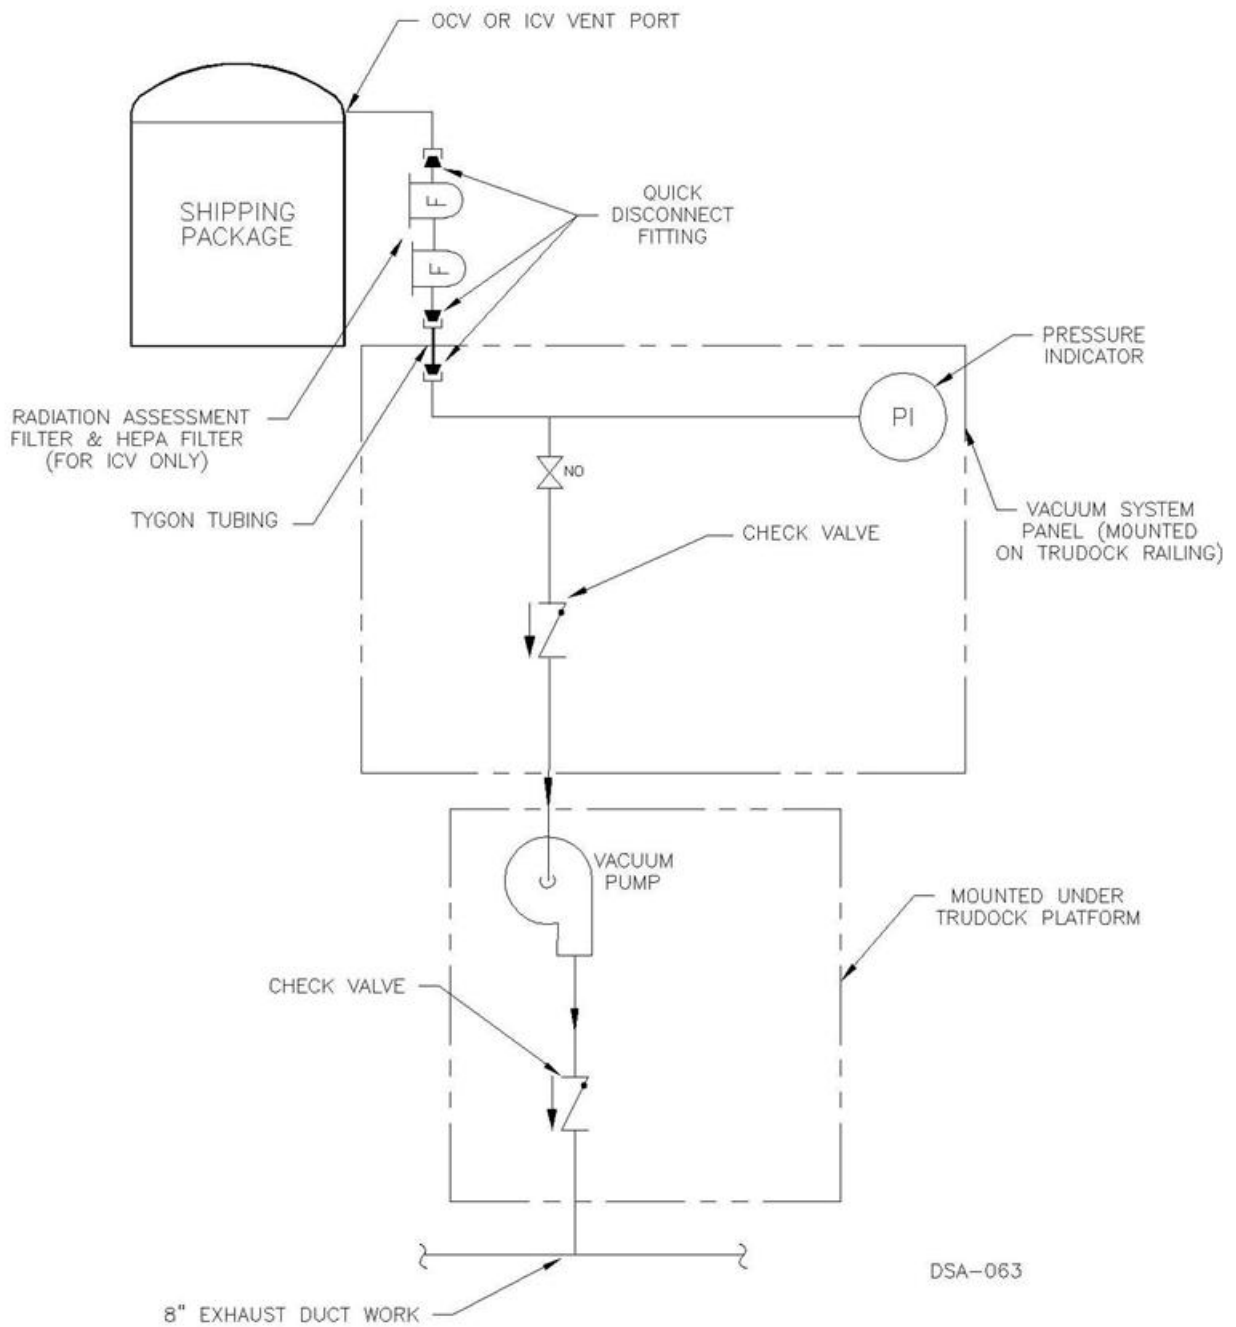 OCV OR ICV VENT PORT
SHIPPING
PACKAGE
QUICK
DISCONNECT
FITTING
F
F
PRESSURE
INDICATOR
PI
RADIATION ASSESSMENT
FILTER & HEPA FILTER
(FOR ICV ONLY)
NO
TYGON TUBING
VACUUM SYSTEM
PANEL (MOUNTED
ON TRUDOCK RAILING)
CHECK VALVE
VACUUM
PUMP
MOUNTED UNDER
TRUDOCK PLATFORM
CHECK VALVE
DSA-063
8" EXHAUST DUCT WORK